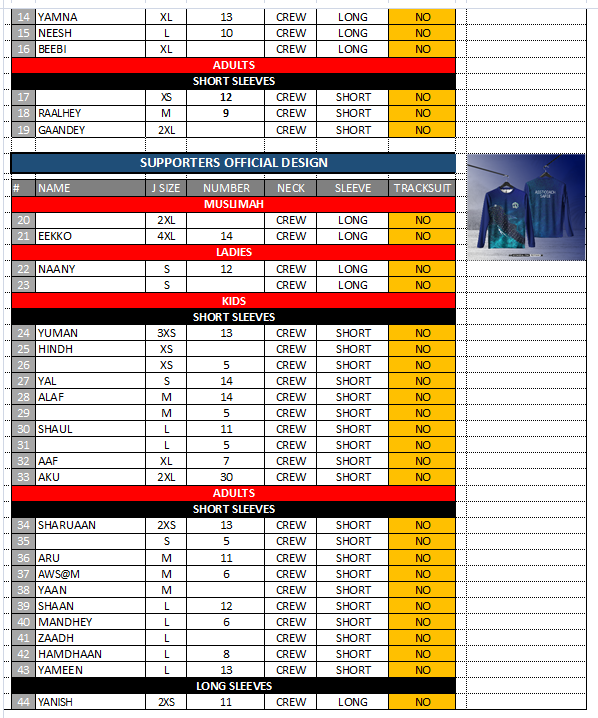 14 YAMNA XL 13 CREW LONG NO
15 NEESH L 10 CREW LONG NO
16 BEEBI XL CREW LONG NO
ADULTS
SHORT SLEEVES
17 XS 12 CREW SHORT NO
18 RAALHEY M 9 CREW SHORT NO
19 GAANDEY 2XL CREW SHORT NO
SUPPORTERS OFFICIAL DESIGN
# NAME J SIZE NUMBER NECK SLEEVE TRACKSUIT
MUSLIMAH
20 2XL CREW LONG NO
21 EEKKO 4XL 14 CREW LONG NO
LADIES
22 NAANY S 12 CREW LONG NO
23 S CREW LONG NO
KIDS
SHORT SLEEVES
24 YUMAN 3XS 13 CREW SHORT NO
25 HINDH XS CREW SHORT NO
26 XS 5 CREW SHORT NO
27 YAL S 14 CREW SHORT NO
28 ALAF M 14 CREW SHORT NO
29 M 5 CREW SHORT NO
30 SHAUL L 11 CREW SHORT NO
31 L 5 CREW SHORT NO
32 AAF XL 7 CREW SHORT NO
33 AKU 2XL 30 CREW SHORT NO
ADULTS
SHORT SLEEVES
34 SHARUAAN 2XS 13 CREW SHORT NO
35 S 5 CREW SHORT NO
36 ARU M 11 CREW SHORT NO
37 AWS@M M 6 CREW SHORT NO
38 YAAN M CREW SHORT NO
39 SHAAN L 12 CREW SHORT NO
40 MANDHEY L 6 CREW SHORT NO
41 ZAADH L CREW SHORT NO
42 HAMDHAAN L 8 CREW SHORT NO
43 YAMEEN L 13 CREW SHORT NO
LONG SLEEVES
44 YANISH 2XS 11 CREW LONG NO